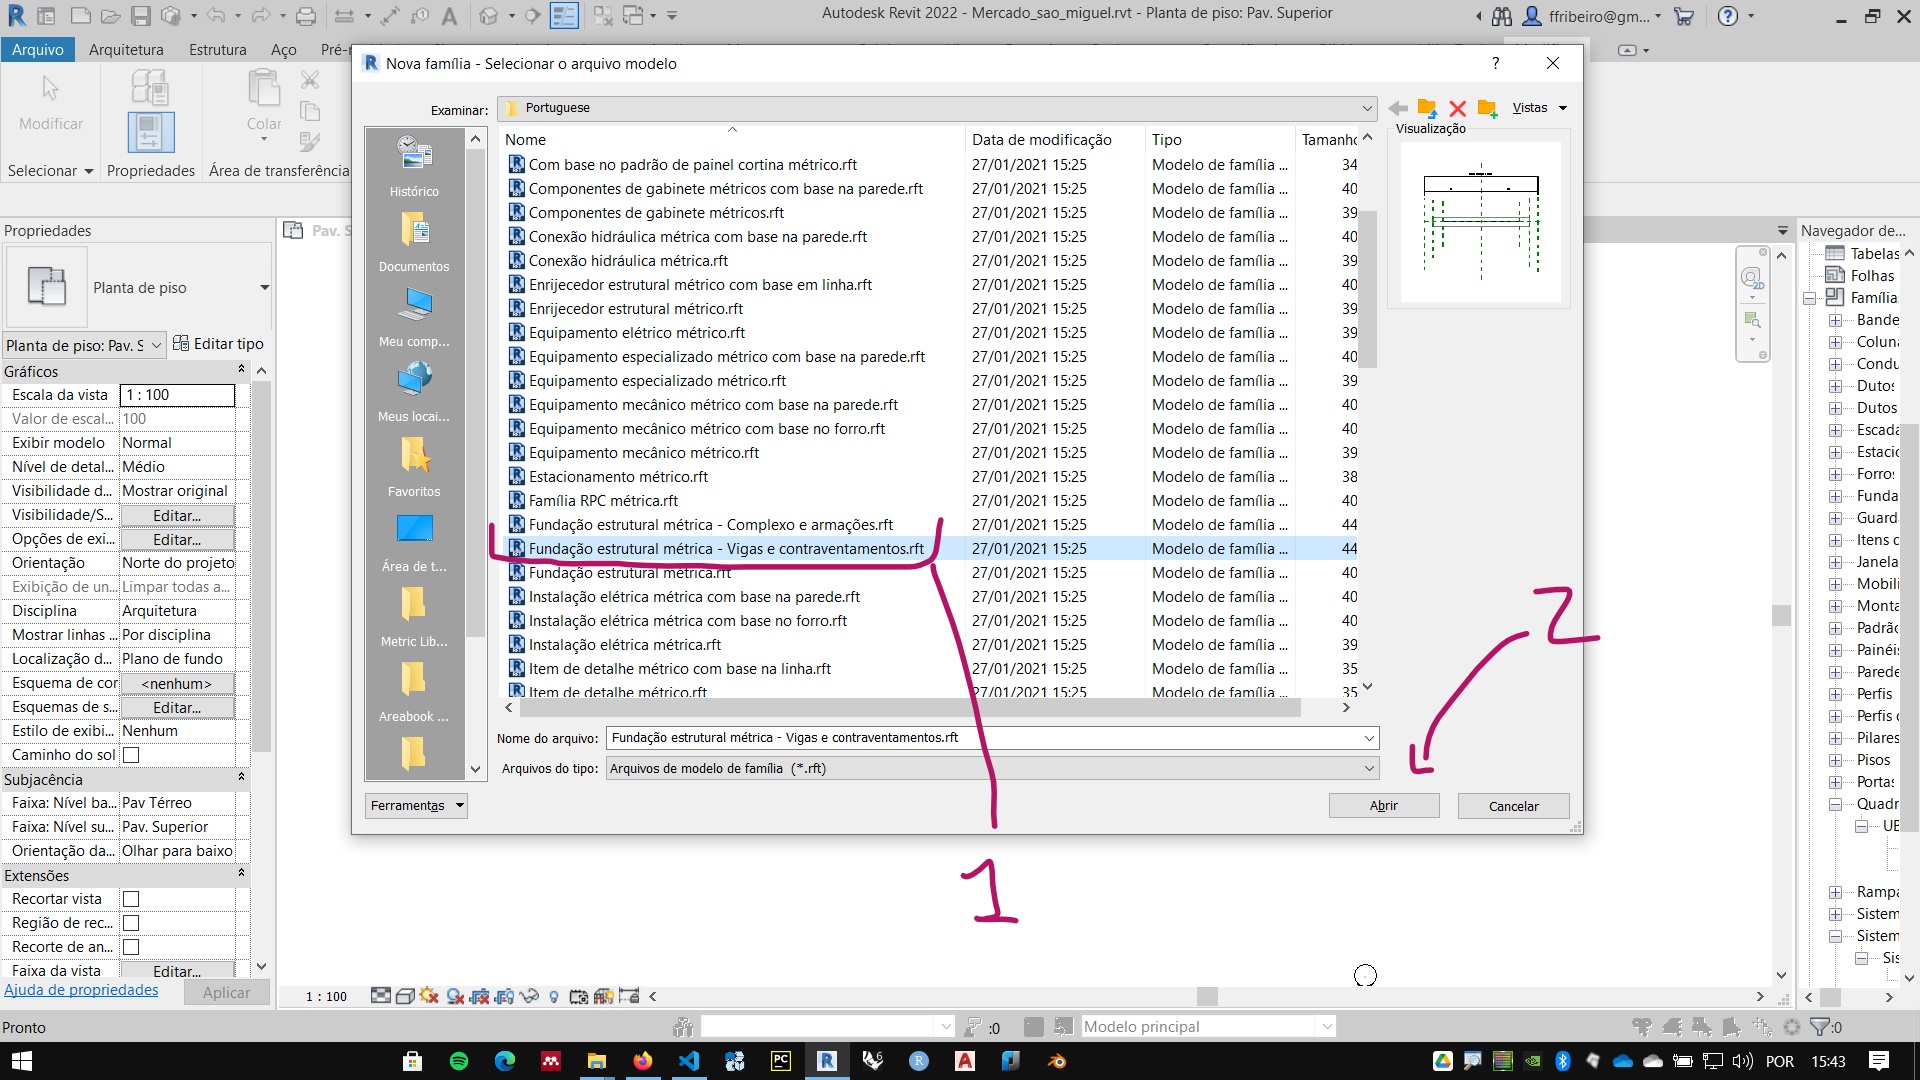 Autodesk Revit 2022 - Mercado_sao_miguel.rvt - Planta de piso: Pav. Superior
ffribeiro@gm...
Arquivo
Arquitetura
Estrutura
Aço
Modificar
Colar
Selecionar
Propriedades
Área de transferência
Propriedades
Planta de piso
Planta de piso: Pav. S
Editar tipo
Gráficos
Escala da vista 1 : 100
Valor de escal... 100
Exibir modelo Normal
Nível de detal... Médio
Visibilidade d... Mostrar original
Visibilidade/S... Editar...
Opções de exi... Editar...
Orientação Norte do projeto
Exibição de un... Limpar todas a...
Disciplina Arquitetura
Mostrar linhas ... Por disciplina
Localização d... Plano de fundo
Esquema de cor <nenhum>
Esquemas de s... Editar...
Estilo de exibi... Nenhum
Caminho do sol
Subjacência
Faixa: Nível ba... Pav Térreo
Faixa: Nível su... Pav. Superior
Orientação da... Olhar para baixo
Extensões
Recortar vista
Região de rec...
Recorte de an...
Faixa da vista Editar...
Ajuda de propriedades
Aplicar
Pav. S
Nova família - Selecionar o arquivo modelo
Examinar: Portuguese
Vistas
Visualização
Histórico
Documentos
Meu comp...
Meus locai...
Favoritos
Área de t...
Metric Lib...
Areabook ...
Nome Data de modificação Tipo Tamanho
Com base no padrão de painel cortina métrico.rft 27/01/2021 15:25 Modelo de família ... 34
Componentes de gabinete métricos com base na parede.rft 27/01/2021 15:25 Modelo de família ... 40
Componentes de gabinete métricos.rft 27/01/2021 15:25 Modelo de família ... 39
Conexão hidráulica métrica com base na parede.rft 27/01/2021 15:25 Modelo de família ... 40
Conexão hidráulica métrica.rft 27/01/2021 15:25 Modelo de família ... 39
Enrijecedor estrutural métrico com base em linha.rft 27/01/2021 15:25 Modelo de família ... 40
Enrijecedor estrutural métrico.rft 27/01/2021 15:25 Modelo de família ... 39
Equipamento elétrico métrico.rft 27/01/2021 15:25 Modelo de família ... 39
Equipamento especializado métrico com base na parede.rft 27/01/2021 15:25 Modelo de família ... 40
Equipamento especializado métrico.rft 27/01/2021 15:25 Modelo de família ... 39
Equipamento mecânico métrico com base na parede.rft 27/01/2021 15:25 Modelo de família ... 40
Equipamento mecânico métrico com base no forro.rft 27/01/2021 15:25 Modelo de família ... 40
Equipamento mecânico métrico.rft 27/01/2021 15:25 Modelo de família ... 39
Estacionamento métrico.rft 27/01/2021 15:25 Modelo de família ... 38
Família RPC métrica.rft 27/01/2021 15:25 Modelo de família ... 40
Fundação estrutural métrica - Complexo e armações.rft 27/01/2021 15:25 Modelo de família ... 44
Fundação estrutural métrica - Vigas e contraventamentos.rft 27/01/2021 15:25 Modelo de família ... 44
Fundação estrutural métrica.rft 27/01/2021 15:25 Modelo de família ... 40
Instalação elétrica métrica com base na parede.rft 27/01/2021 15:25 Modelo de família ... 40
Instalação elétrica métrica com base no forro.rft 27/01/2021 15:25 Modelo de família ... 40
Instalação elétrica métrica.rft 27/01/2021 15:25 Modelo de família ... 39
Item de detalhe métrico com base na linha.rft 27/01/2021 15:25 Modelo de família ... 35
Item de detalhe métrico.rft 27/01/2021 15:25 Modelo de família ... 35
Nome do arquivo: Fundação estrutural métrica - Vigas e contraventamentos.rft
Arquivos do tipo: Arquivos de modelo de família (*.rft)
Ferramentas
Abrir
Cancelar
1
2
Navegador de...
Tabelas
Folhas
Família
Bande
Coluna
Condu
Dutos
Dutos
Escada
Estacio
Forros
Funda
Guard
Itens d
Janela
Mobili
Monta
Padrão
Painéi
Parede
Perfis
Perfis d
Pilares
Pisos
Portas
Quadr
UE
Rampa
Sistem
Sistem
Sis
1 : 100
Pronto
:0
Modelo principal
:0
POR
15:43